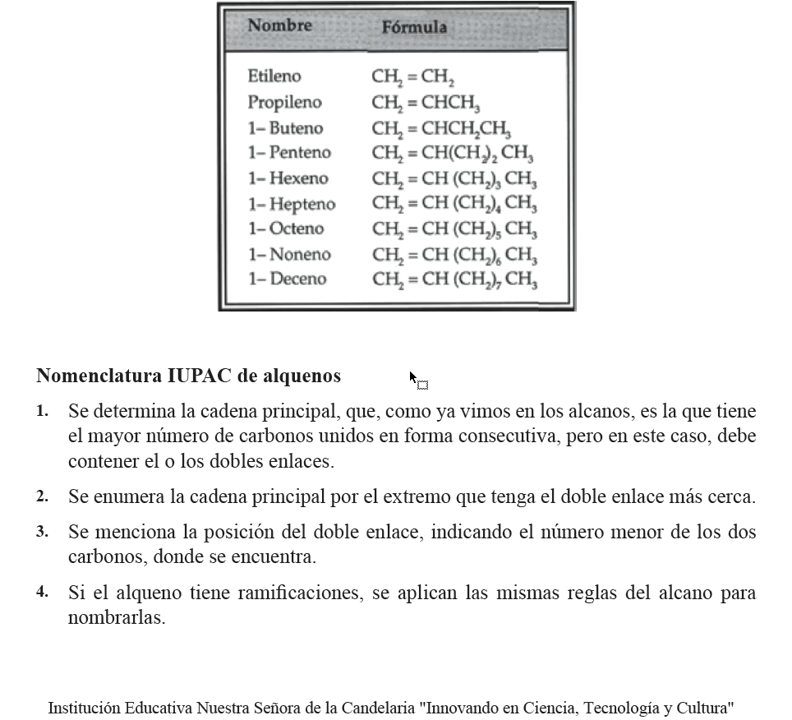 Nombre Fórmula
Etileno CH₂ = CH₂
Propileno CH₂ = CHCH₃
1– Buteno CH₂ = CHCH₂CH₃
1– Penteno CH₂ = CH(CH₂)₂ CH₃
1– Hexeno CH₂ = CH (CH₂)₃ CH₃
1– Hepteno CH₂ = CH (CH₂)₄ CH₃
1– Octeno CH₂ = CH (CH₂)₅ CH₃
1– Noneno CH₂ = CH (CH₂)₆ CH₃
1– Deceno CH₂ = CH (CH₂)₇ CH₃
Nomenclatura IUPAC de alquenos
1. Se determina la cadena principal, que, como ya vimos en los alcanos, es la que tiene
el mayor número de carbonos unidos en forma consecutiva, pero en este caso, debe
contener el o los dobles enlaces.
2. Se enumera la cadena principal por el extremo que tenga el doble enlace más cerca.
3. Se menciona la posición del doble enlace, indicando el número menor de los dos
carbonos, donde se encuentra.
4. Si el alqueno tiene ramificaciones, se aplican las mismas reglas del alcano para
nombrarlas.
Institución Educativa Nuestra Señora de la Candelaria "Innovando en Ciencia, Tecnología y Cultura"